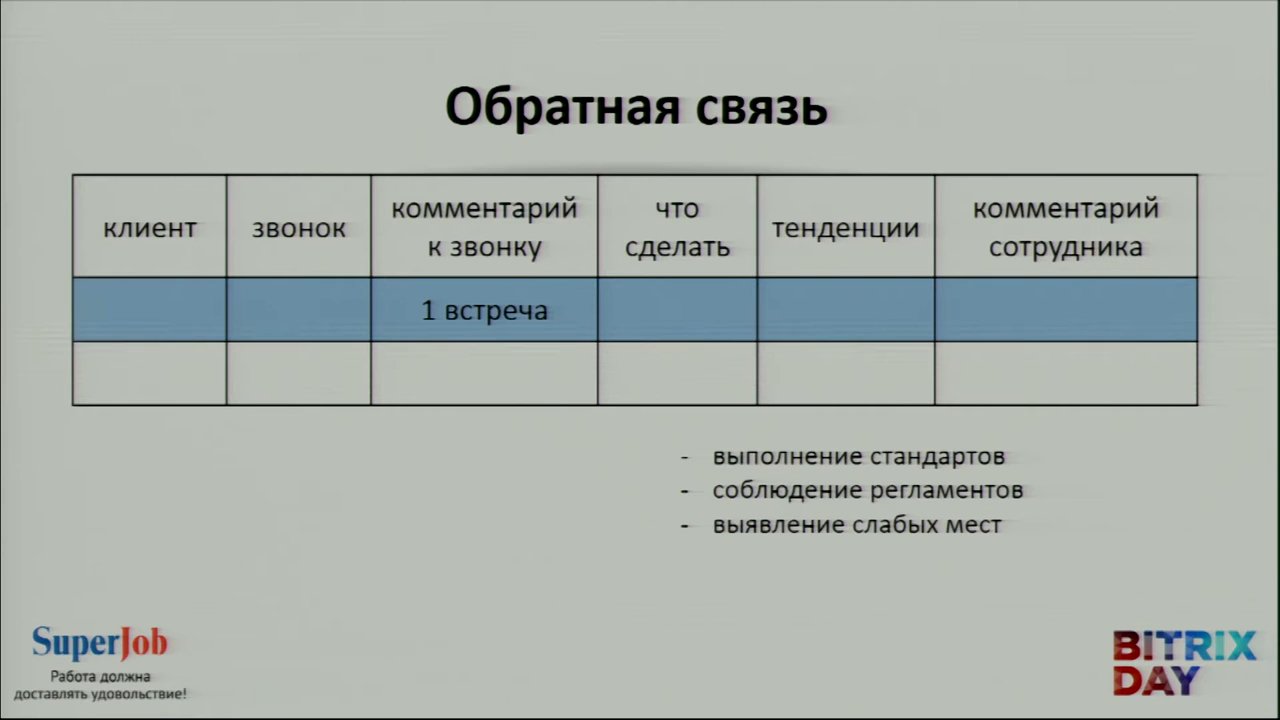 Обратная связь
клиент
звонок
комментарий
к звонку
что
сделать
тенденции
комментарий
сотрудника
1 встреча
- выполнение стандартов
- соблюдение регламентов
- выявление слабых мест
SuperJob
Работа должна
доставлять удовольствие!
BITRIX
DAY